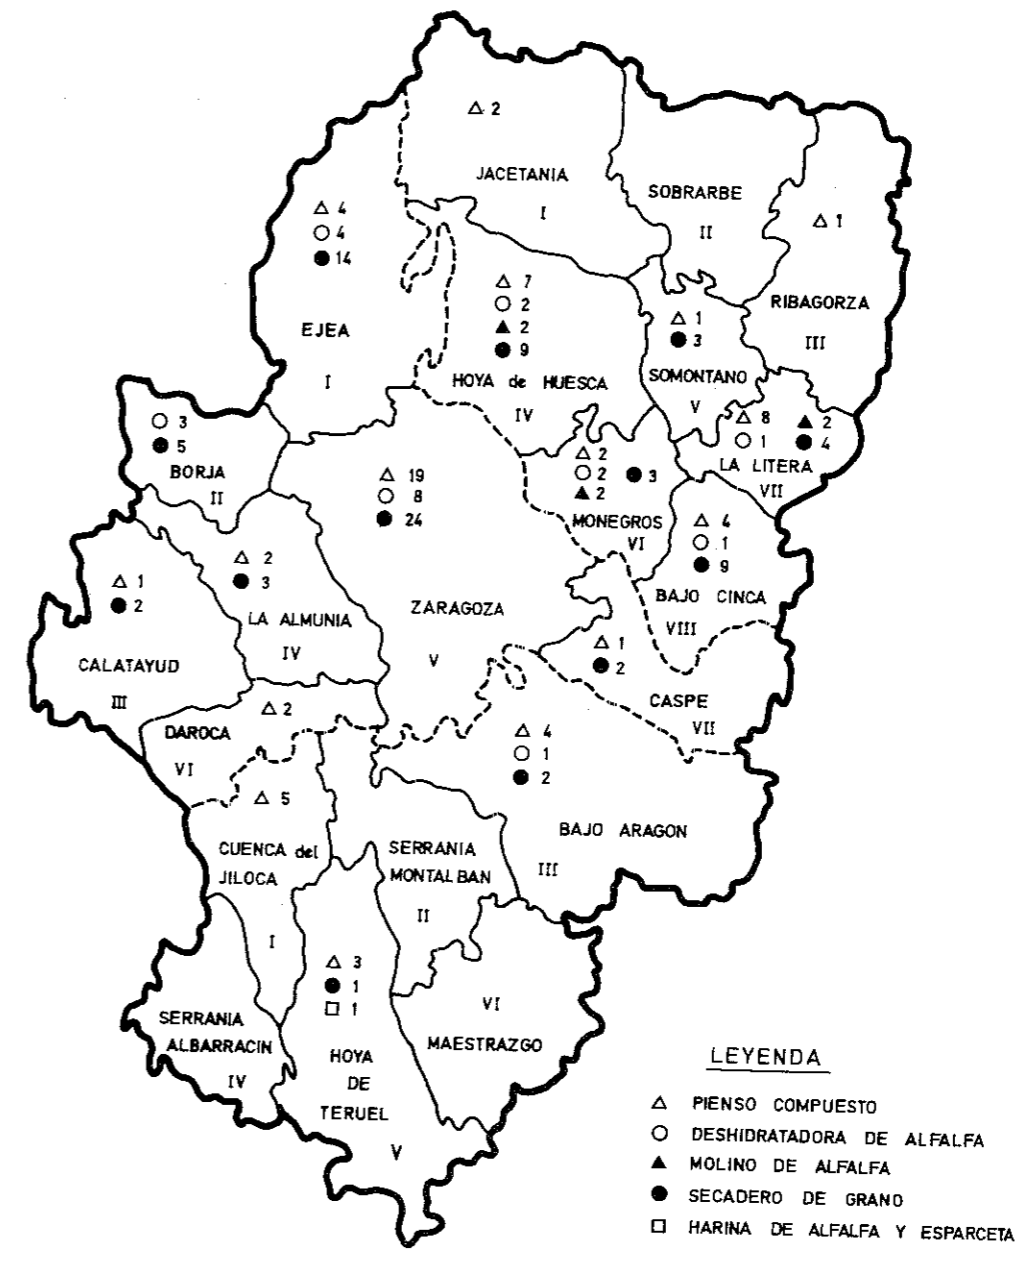 △ 2
JACETANIA
I
SOBRARBE
II
△ 1
RIBAGORZA
III
△ 4
○ 4
● 14
EJEA
I
△ 7
○ 2
▲ 2
● 9
HOYA de HUESCA
IV
△ 1
● 3
SOMONTANO
V
△ 8
○ 1
▲ 2
● 4
LA LITERA
VII
○ 3
● 5
BORJA
II
△ 19
○ 8
● 24
ZARAGOZA
V
△ 2
○ 2
▲ 2
● 3
MONEGROS
VI
△ 4
○ 1
● 9
BAJO CINCA
VIII
△ 2
● 3
LA ALMUNIA
IV
△ 1
● 2
CALATAYUD
III
△ 1
● 2
CASPE
VII
△ 2
DAROCA
VI
△ 4
○ 1
● 2
BAJO ARAGON
III
△ 5
CUENCA del
JILOCA
I
SERRANIA
MONTALBAN
II
△ 3
● 1
□ 1
HOYA
DE
TERUEL
V
VI
MAESTRAZGO
SERRANIA
ALBARRACIN
IV
LEYENDA
△ PIENSO COMPUESTO
○ DESHIDRATADORA DE ALFALFA
▲ MOLINO DE ALFALFA
● SECADERO DE GRANO
□ HARINA DE ALFALFA Y ESPARCETA